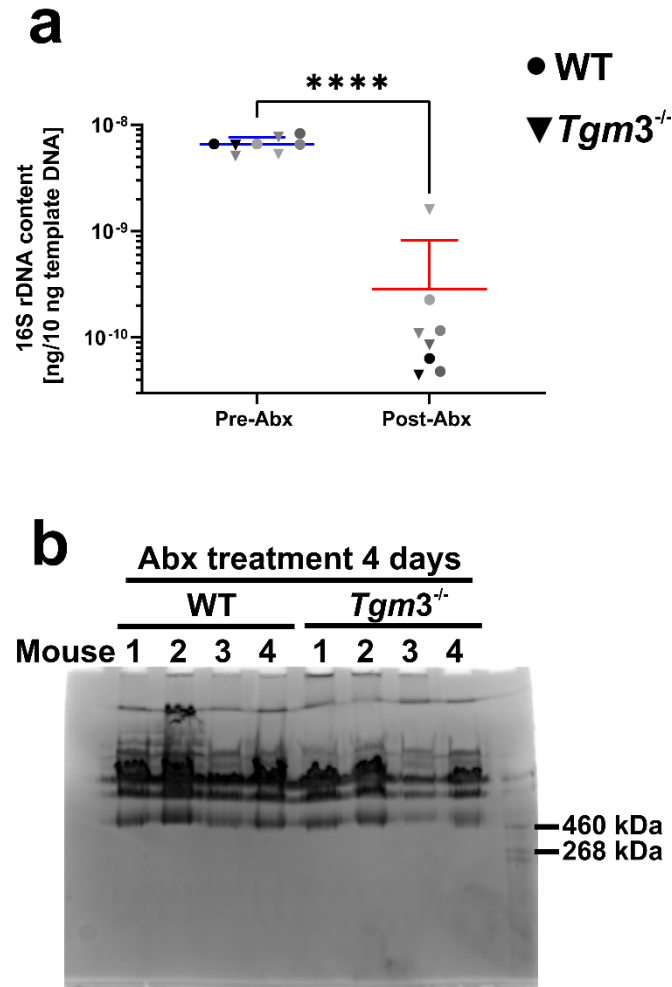 a
****
WT
Tgm3-/-
16S rDNA content
[ng/10 ng template DNA]
10-8
10-9
10-10
Pre-Abx
Post-Abx
b
Abx treatment 4 days
WT
Tgm3-/-
Mouse 1 2 3 4 1 2 3 4
460 kDa
268 kDa